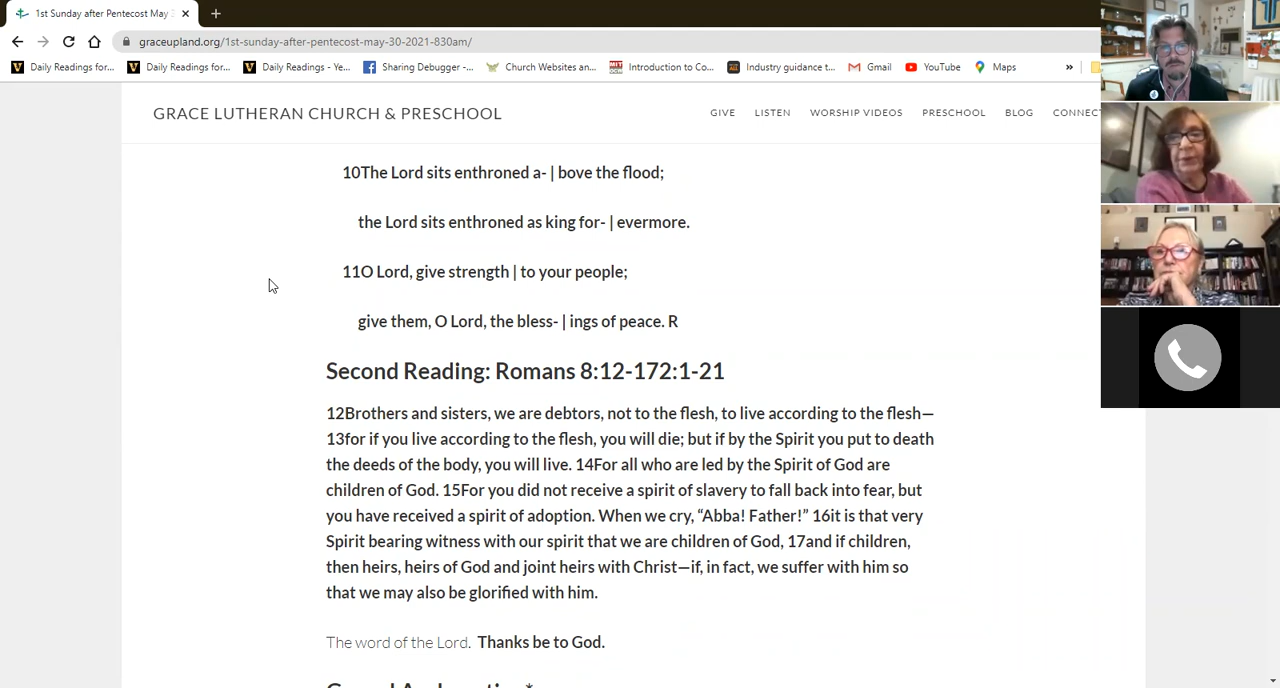 1st Sunday after Pentecost May
graceupland.org/1st-sunday-after-pentecost-may-30-2021-830am/
Daily Readings for... Daily Readings for... Daily Readings - Ye... Sharing Debugger -... Church Websites an... Introduction to Co... Industry guidance t... Gmail YouTube Maps »
GRACE LUTHERAN CHURCH & PRESCHOOL GIVE LISTEN WORSHIP VIDEOS PRESCHOOL BLOG CONNECT
10The Lord sits enthroned a- | bove the flood;
the Lord sits enthroned as king for- | evermore.
11O Lord, give strength | to your people;
give them, O Lord, the bless- | ings of peace. R
Second Reading: Romans 8:12-172:1-21
12Brothers and sisters, we are debtors, not to the flesh, to live according to the flesh—
13for if you live according to the flesh, you will die; but if by the Spirit you put to death
the deeds of the body, you will live. 14For all who are led by the Spirit of God are
children of God. 15For you did not receive a spirit of slavery to fall back into fear, but
you have received a spirit of adoption. When we cry, “Abba! Father!” 16it is that very
Spirit bearing witness with our spirit that we are children of God, 17and if children,
then heirs, heirs of God and joint heirs with Christ—if, in fact, we suffer with him so
that we may also be glorified with him.
The word of the Lord. Thanks be to God.